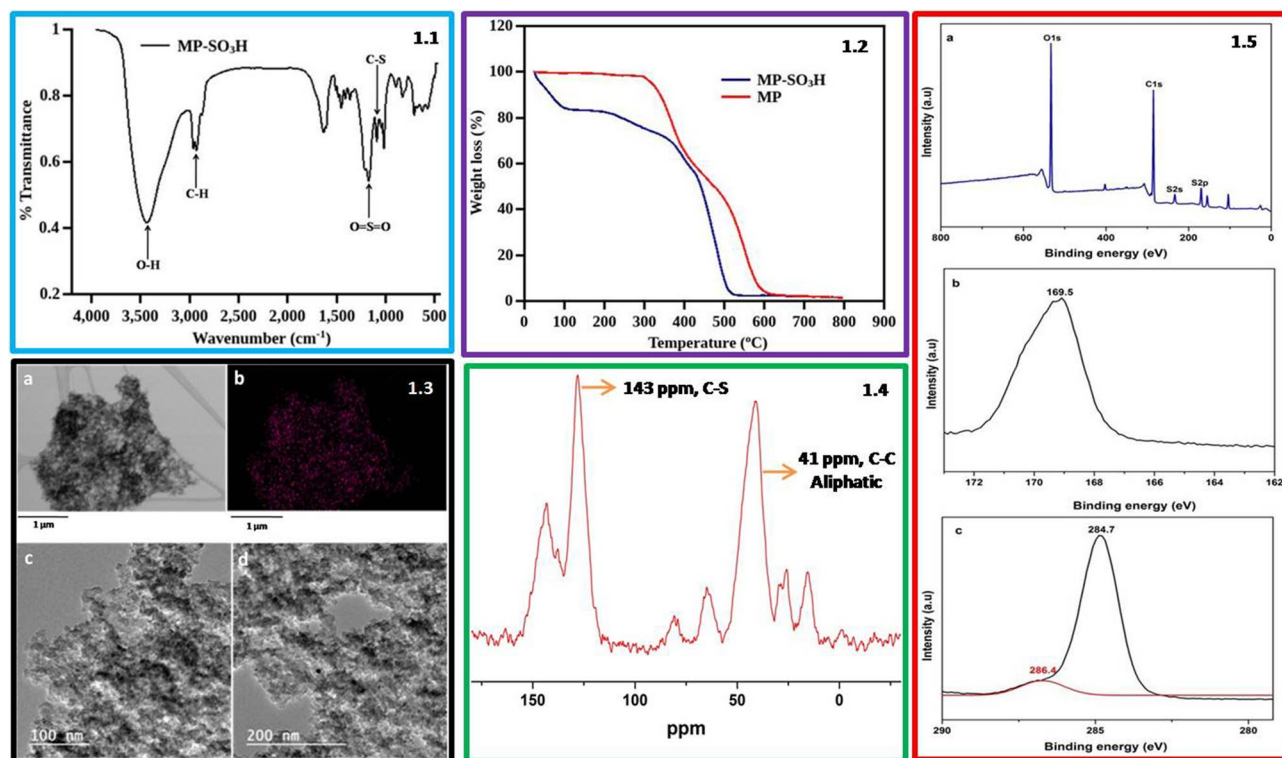 1.1
MP-SO₃H
C-S
C-H
O=S=O
O-H
% Transmittance
1
0.8
0.6
0.4
0.2
4,000 3,500 3,000 2,500 2,000 1,500 1,000 500
Wavenumber (cm⁻¹)
1.2
MP-SO₃H
MP
Weight loss (%)
120
100
80
60
40
20
0
0 100 200 300 400 500 600 700 800 900
Temperature (ºC)
1.3
a
b
1 µm
1 µm
c
d
100 nm
200 nm
1.4
143 ppm, C-S
41 ppm, C-C
Aliphatic
150 100 50 0
ppm
1.5
a
O1s
C1s
S2s
S2p
Intensity (a.u)
800 600 400 200 0
Binding energy (eV)
b
169.5
Intensity (a.u)
172 170 168 166 164 162
Binding energy (eV)
c
284.7
286.4
Intensity (a.u)
290 287 284 280
Binding energy (eV)